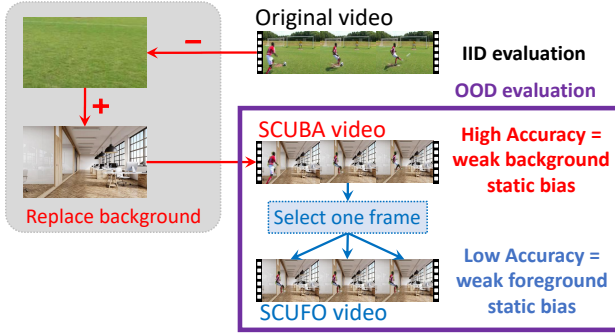 Original video
−
IID evaluation
OOD evaluation
+
SCUBA video
High Accuracy =
weak background
static bias
Replace background
Select one frame
Low Accuracy =
weak foreground
static bias
SCUFO video